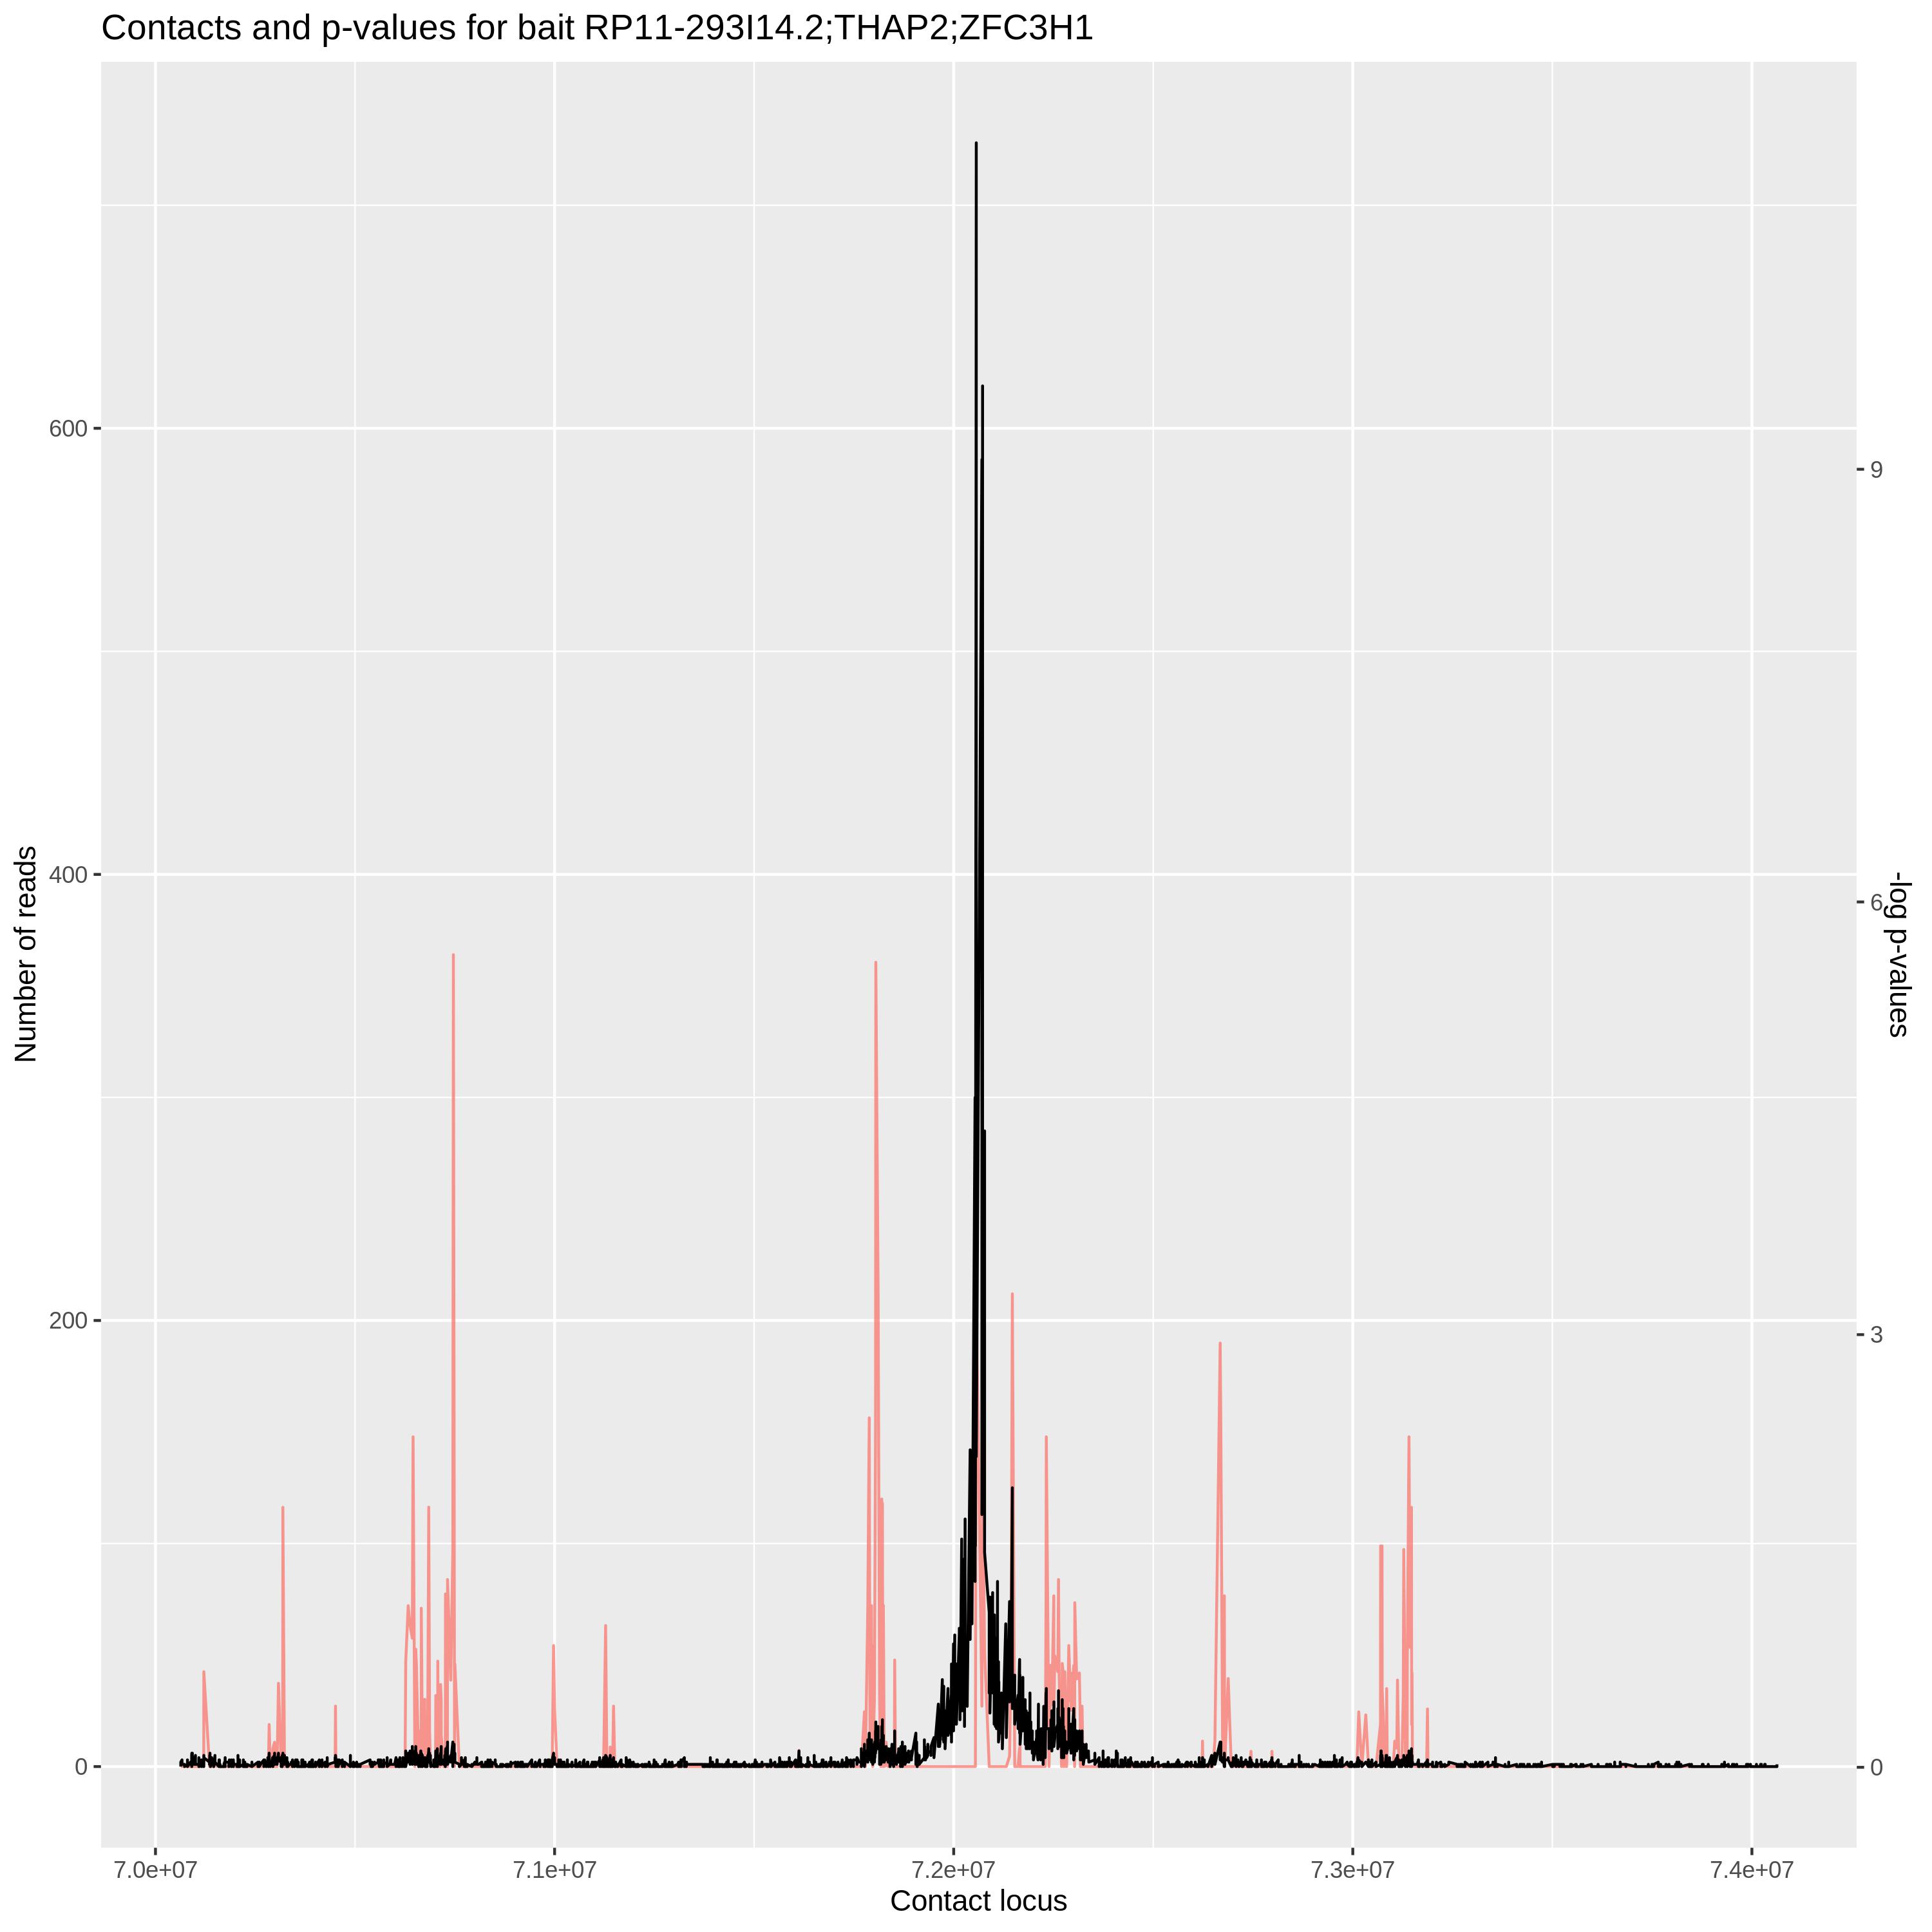 Contacts and p-values for bait RP11-293I14.2;THAP2;ZFC3H1
600
400
200
0
Number of reads
9
6
3
0
-log p-values
7.0e+07 7.1e+07 7.2e+07 7.3e+07 7.4e+07
Contact locus